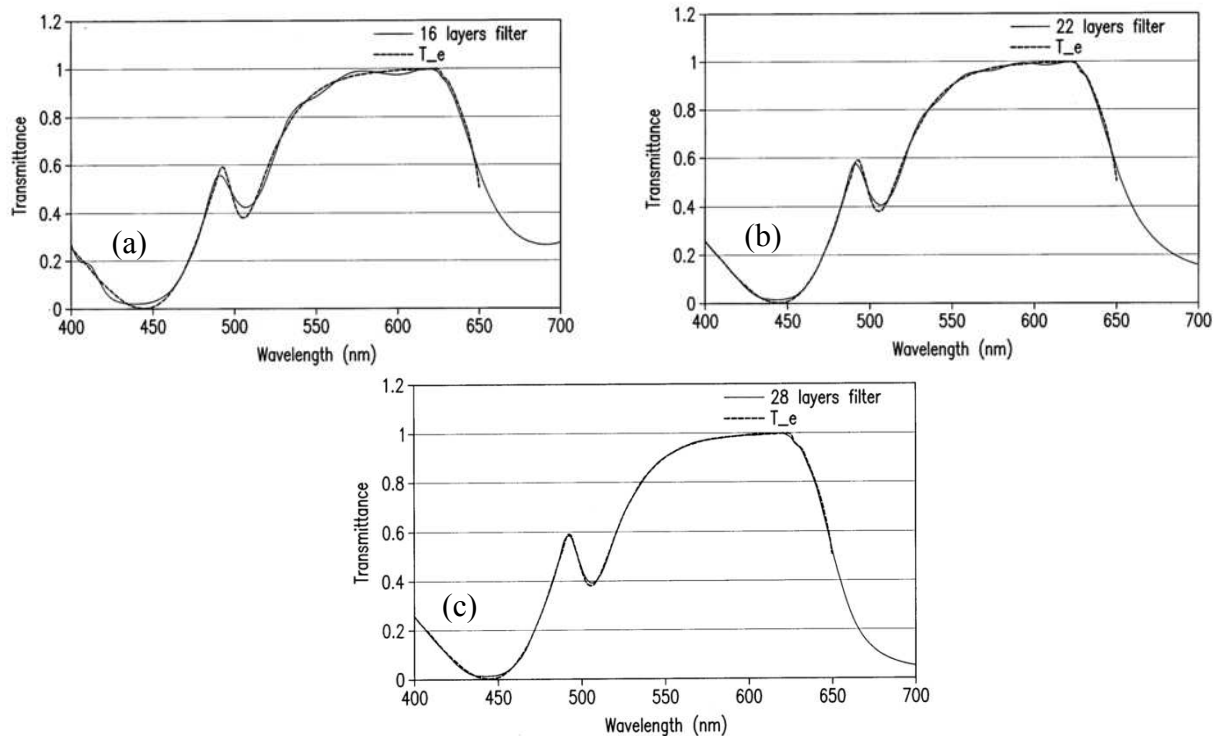 1.2
16 layers filter
T_e
1
0.8
0.6
0.4
0.2
0
Transmittance
(a)
400 450 500 550 600 650 700
Wavelength (nm)
1.2
22 layers filter
T_e
1
0.8
0.6
0.4
0.2
0
Transmittance
(b)
400 450 500 550 600 650 700
Wavelength (nm)
1.2
28 layers filter
T_e
1
0.8
0.6
0.4
0.2
0
Transmittance
(c)
400 450 500 550 600 650 700
Wavelength (nm)